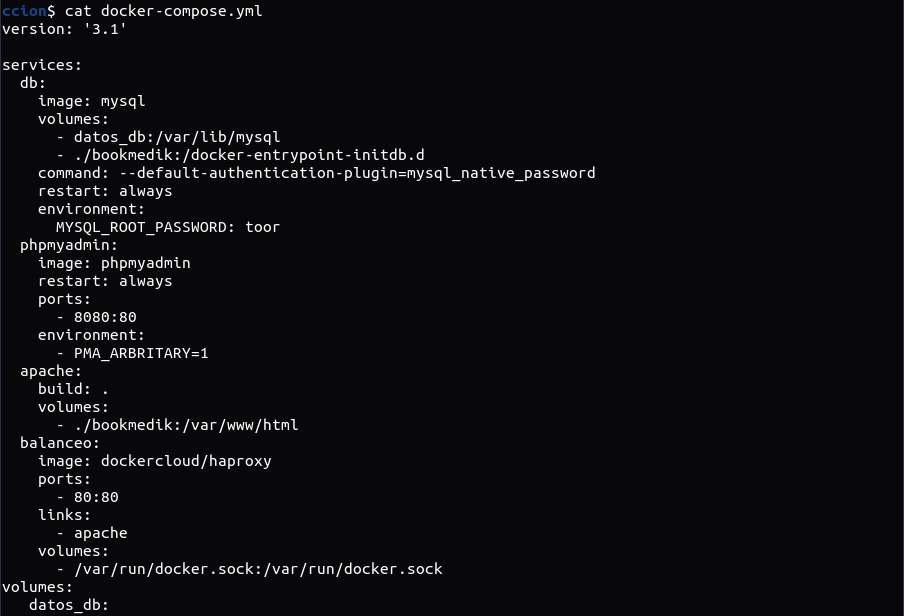 ccion$ cat docker-compose.yml
version: '3.1'

services:
  db:
    image: mysql
    volumes:
      - datos_db:/var/lib/mysql
      - ./bookmedik:/docker-entrypoint-initdb.d
    command: --default-authentication-plugin=mysql_native_password
    restart: always
    environment:
      MYSQL_ROOT_PASSWORD: toor
  phpmyadmin:
    image: phpmyadmin
    restart: always
    ports:
      - 8080:80
    environment:
      - PMA_ARBRITARY=1
  apache:
    build: .
    volumes:
      - ./bookmedik:/var/www/html
  balanceo:
    image: dockercloud/haproxy
    ports:
      - 80:80
    links:
      - apache
    volumes:
      - /var/run/docker.sock:/var/run/docker.sock
volumes:
   datos_db: